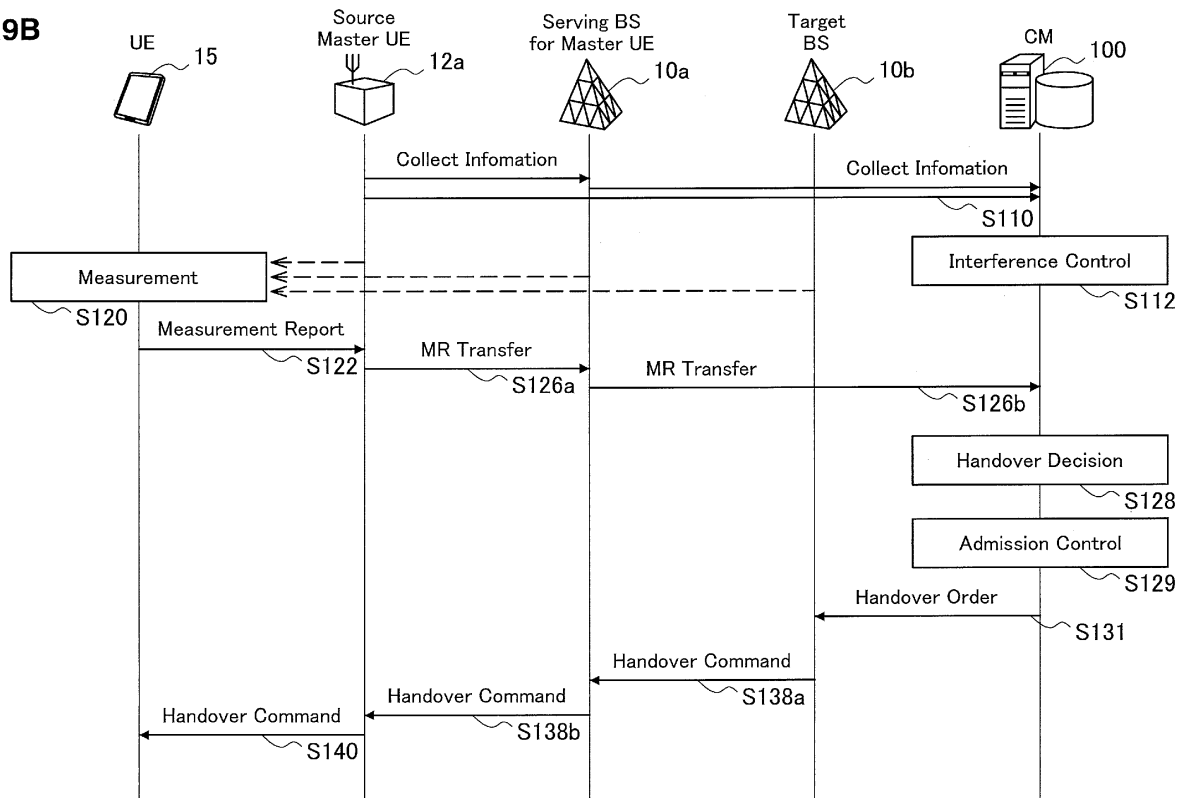 9B
UE
15
Source
Master UE
12a
Serving BS
for Master UE
10a
Target
BS
10b
CM
100
Collect Infomation
Collect Infomation
S110
Interference Control
S112
Measurement
S120
Measurement Report
S122
MR Transfer
S126a
MR Transfer
S126b
Handover Decision
S128
Admission Control
S129
Handover Order
S131
Handover Command
S138a
Handover Command
S138b
Handover Command
S140